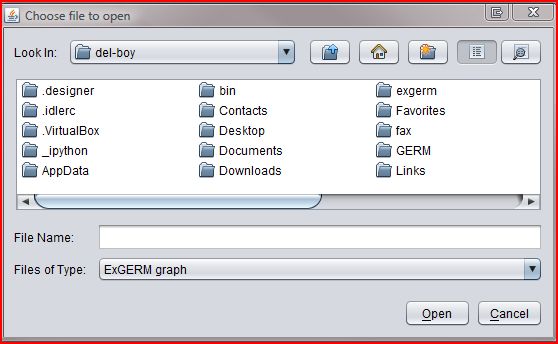 Choose file to open
Look In: del-boy
.designer bin exgerm
.idlerc Contacts Favorites
.VirtualBox Desktop fax
_ipython Documents GERM
AppData Downloads Links
File Name:
Files of Type: ExGERM graph
Open Cancel